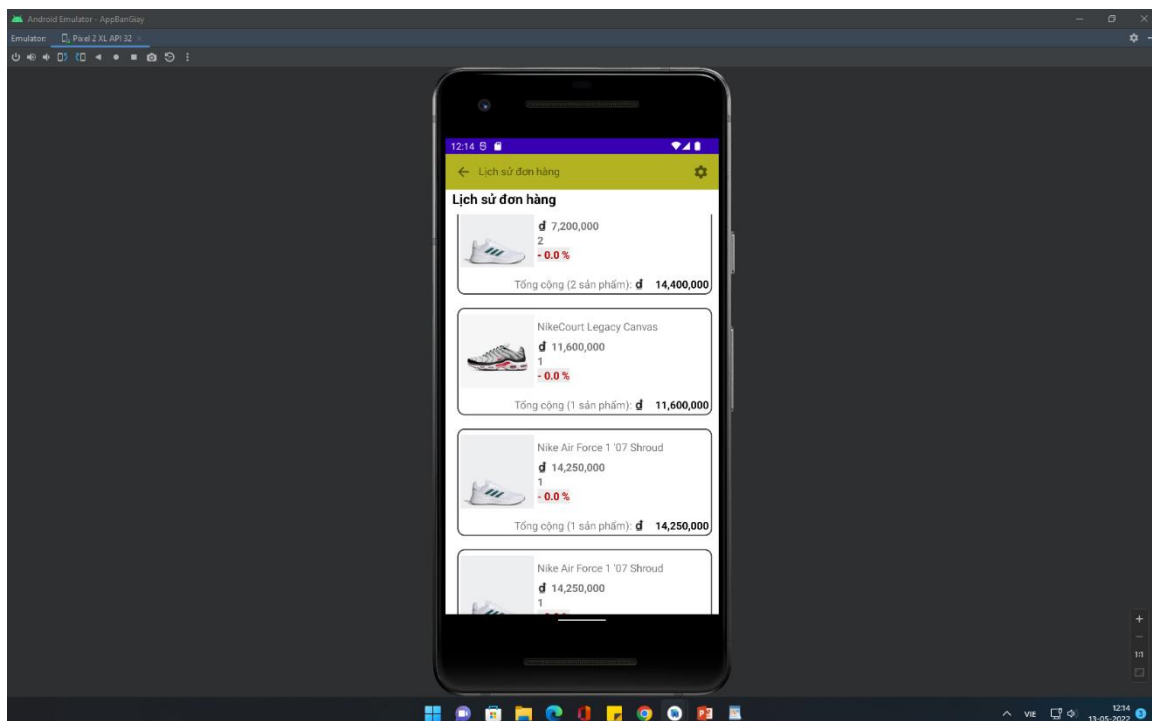 Android Emulator - AppBanGiay
Emulator: Pixel 2 XL API 32
12:14
Lịch sử đơn hàng
Lịch sử đơn hàng
₫ 7,200,000
2
- 0.0 %
Tổng cộng (2 sản phẩm): ₫ 14,400,000
NikeCourt Legacy Canvas
₫ 11,600,000
1
- 0.0 %
Tổng cộng (1 sản phẩm): ₫ 11,600,000
Nike Air Force 1 '07 Shroud
₫ 14,250,000
1
- 0.0 %
Tổng cộng (1 sản phẩm): ₫ 14,250,000
Nike Air Force 1 '07 Shroud
₫ 14,250,000
1
1:1
VIE
12:14
13-05-2022
3